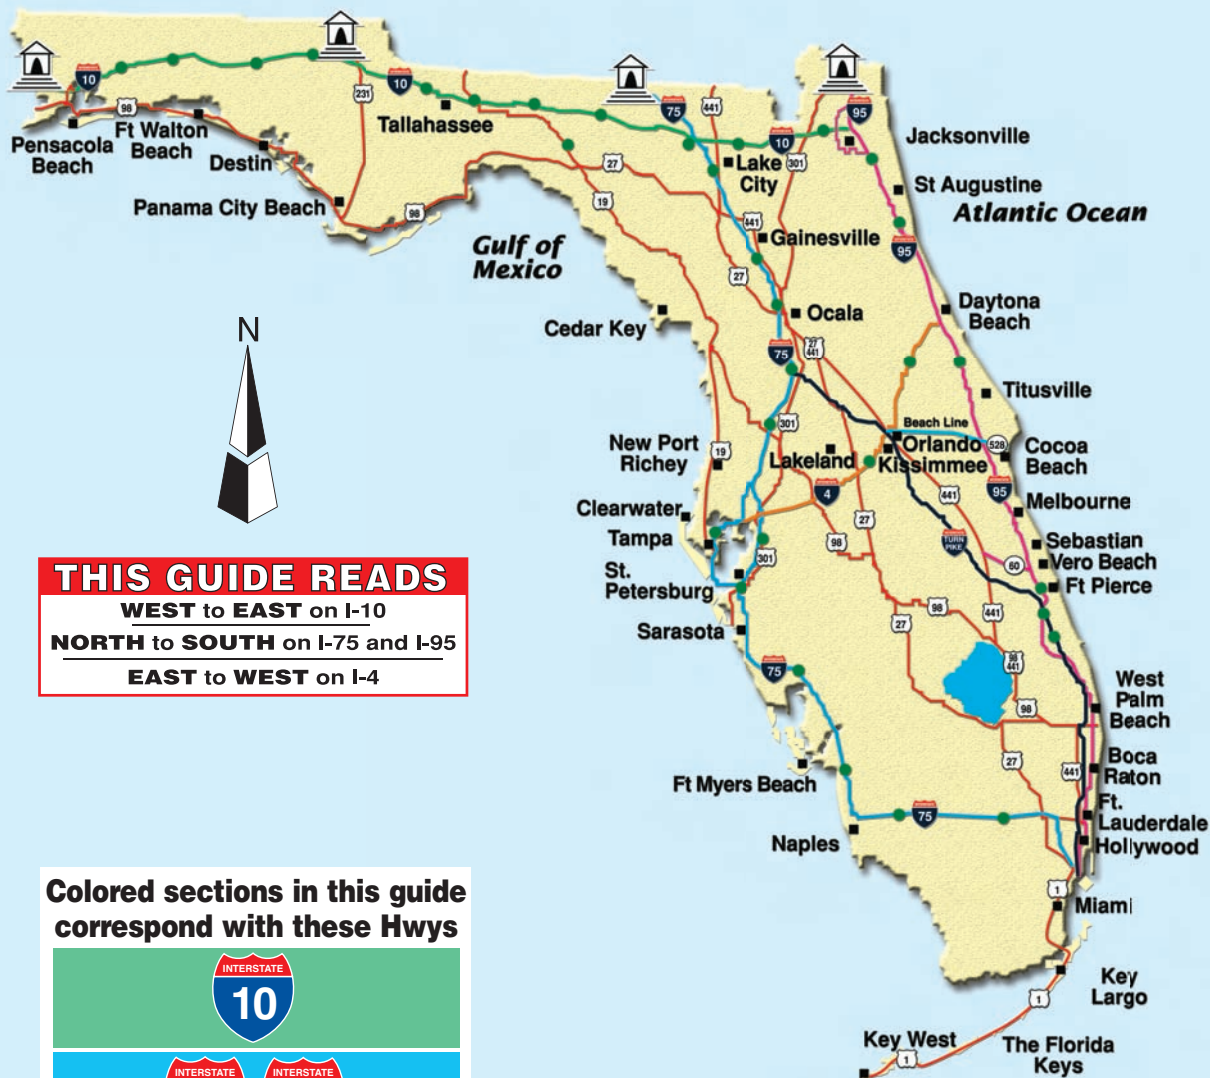 10
98
231
10
75
441
10
95
301
Pensacola
Beach
Ft Walton
Beach
Destin
Tallahassee
Panama City Beach
98
27
19
Lake
City
Jacksonville
St Augustine
Atlantic Ocean
Gulf of
Mexico
441
Gainesville
95
27
Cedar Key
Ocala
Daytona
Beach
N
75
27
441
Titusville
Beach Line
301
New Port
Richey
19
Lakeland
Orlando
Kissimmee
528
Cocoa
Beach
4
441
95
Melbourne
Clearwater
Tampa
27
98
TURN
PIKE
Sebastian
Vero Beach
60
301
St.
Petersburg
Ft Pierce
98
441
27
Sarasota
75
98
441
98
West
Palm
Beach
27
441
Boca
Raton
Ft Myers Beach
75
Ft.
Lauderdale
Hollywood
Naples
1
Miami
Key
Largo
1
Key West
1
The Florida
Keys
THIS GUIDE READS
WEST to EAST on I-10
NORTH to SOUTH on I-75 and I-95
EAST to WEST on I-4
Colored sections in this guide
correspond with these Hwys
INTERSTATE
10
INTERSTATE INTERSTATE